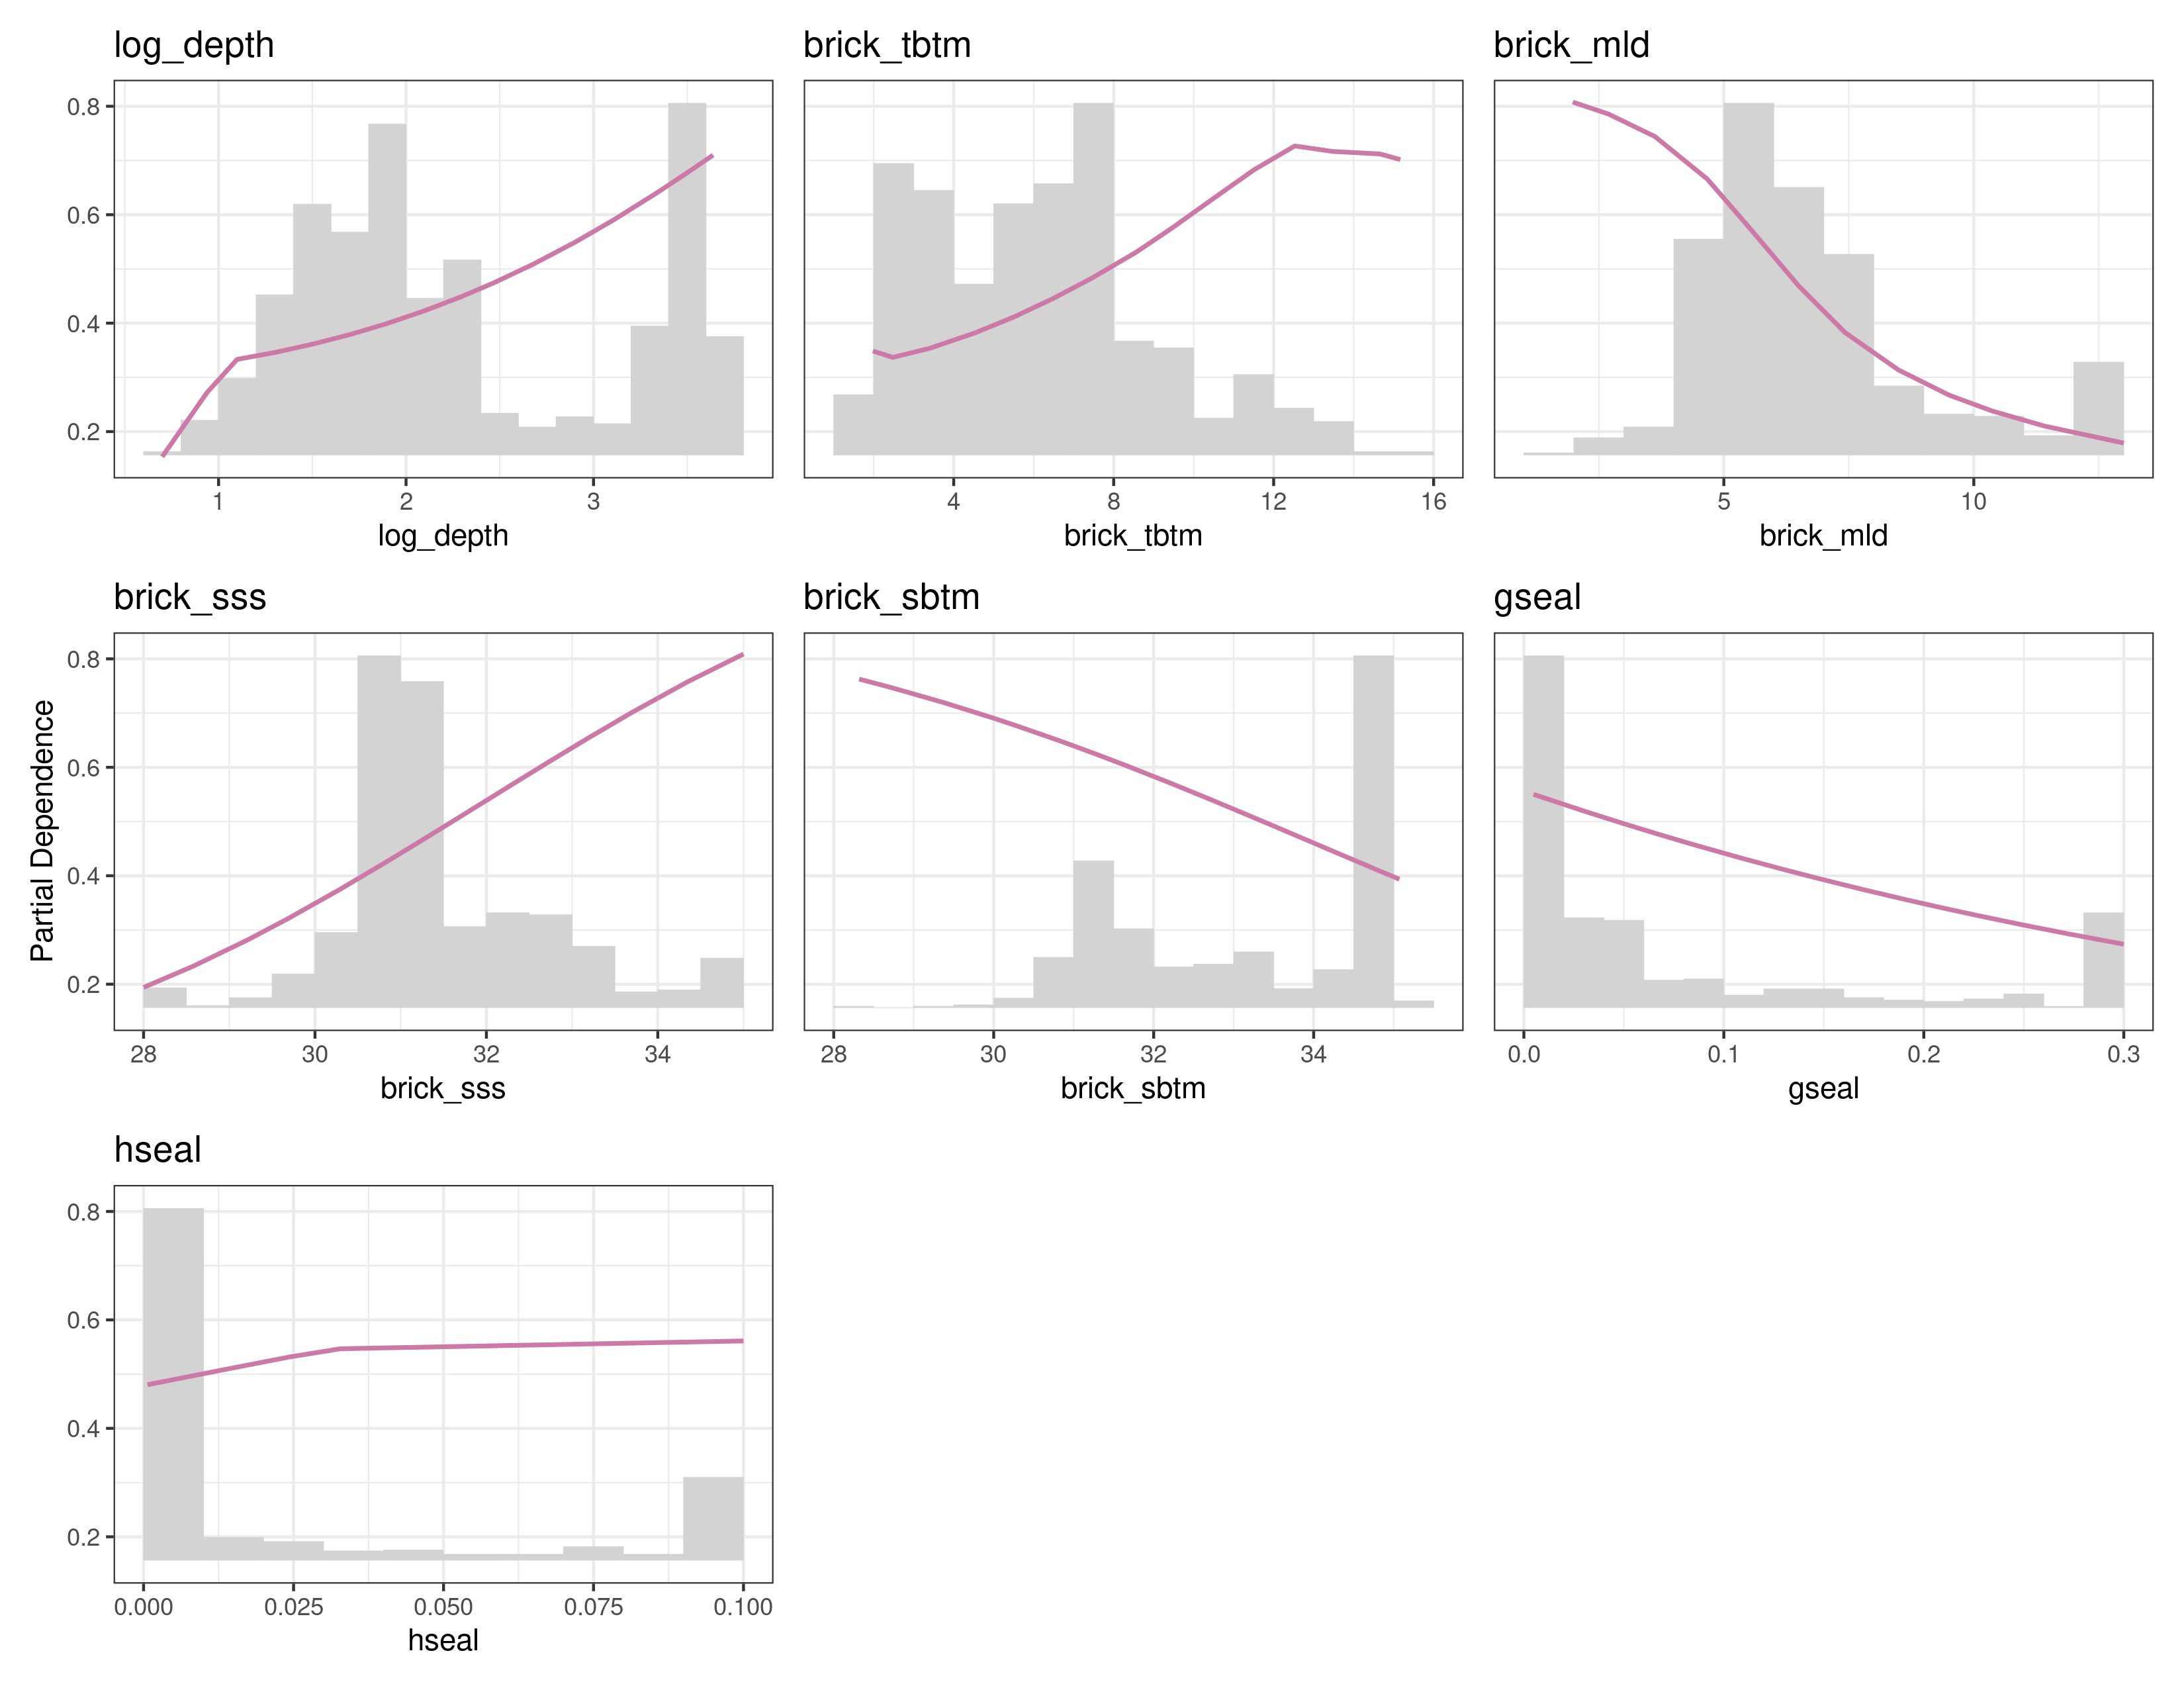 log_depth
brick_tbtm
brick_mld
0.8
0.6
0.4
0.2
1 2 3
4 8 12 16
5 10
log_depth
brick_tbtm
brick_mld
brick_sss
brick_sbtm
gseal
Partial Dependence
0.8
0.6
0.4
0.2
28 30 32 34
28 30 32 34
0.0 0.1 0.2 0.3
brick_sss
brick_sbtm
gseal
hseal
0.8
0.6
0.4
0.2
0.000 0.025 0.050 0.075 0.100
hseal